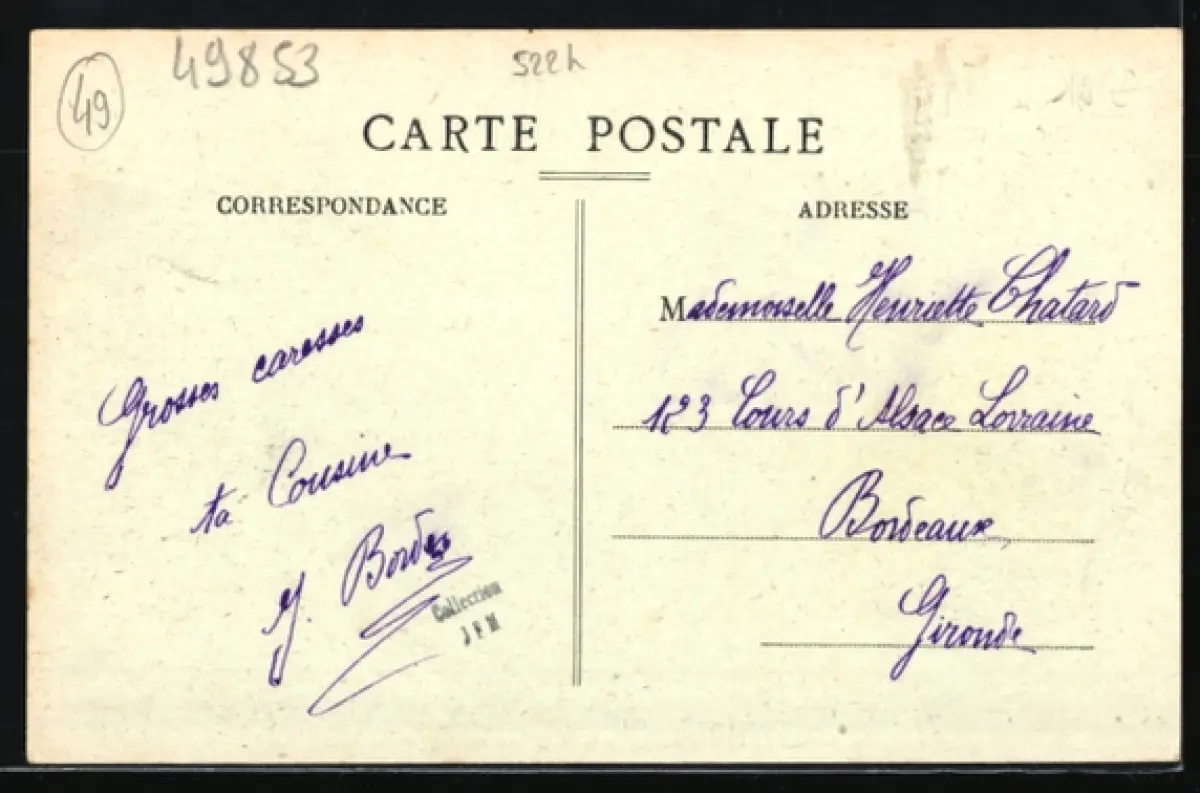 49
49853
522h
CARTE POSTALE
CORRESPONDANCE
Grosses caresses
ta Cousine
Y. Bordes
Collection
J F M
ADRESSE
Mademoiselle Henriette Chatard
123 Cours d'Alsace Lorraine
Bordeaux
Gironde